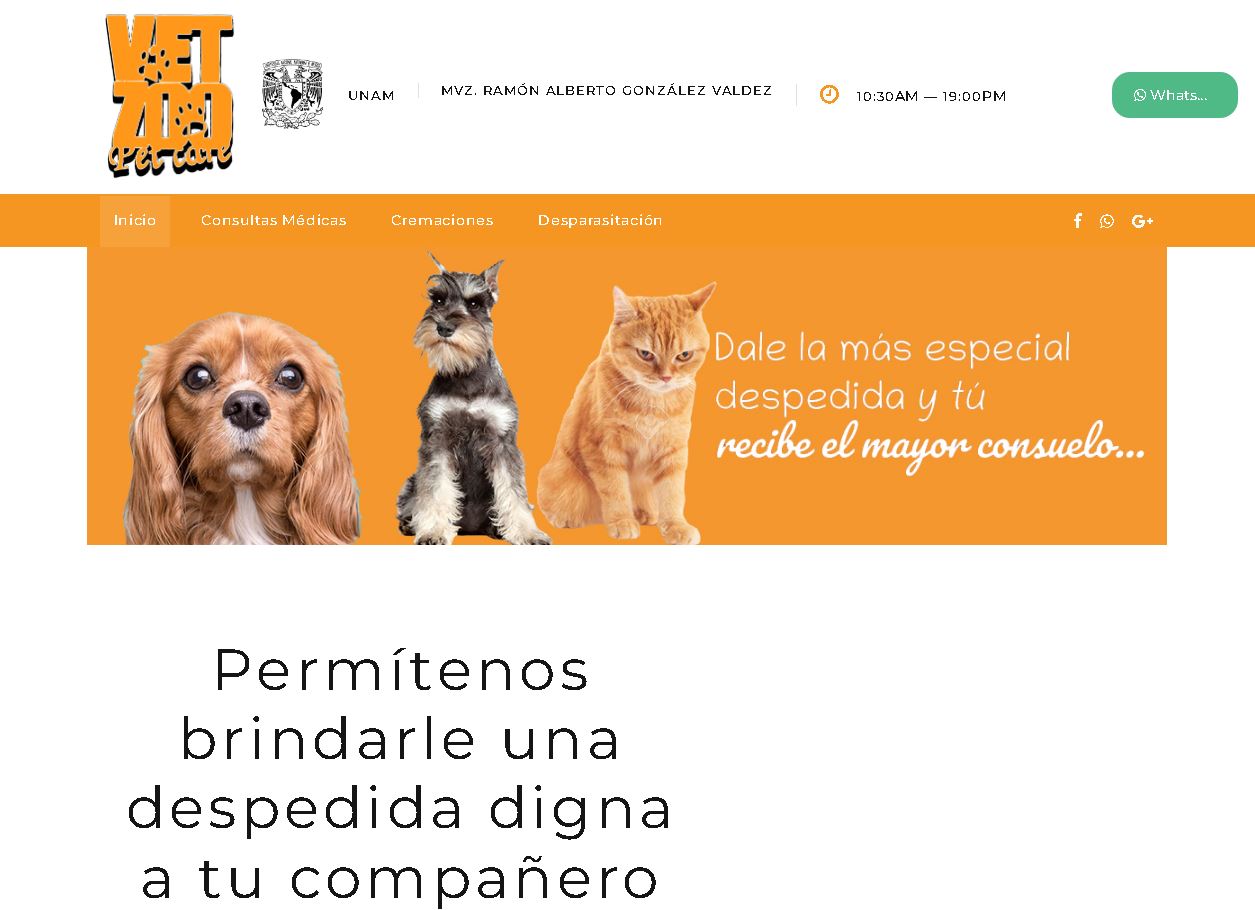 VET
ZOO
Pet care
UNAM
MVZ. RAMÓN ALBERTO GONZÁLEZ VALDEZ
10:30AM — 19:00PM
Whats...
Inicio
Consultas Médicas
Cremaciones
Desparasitación
Dale la más especial
despedida y tú
recibe el mayor consuelo...
Permítenos
brindarle una
despedida digna
a tu compañero